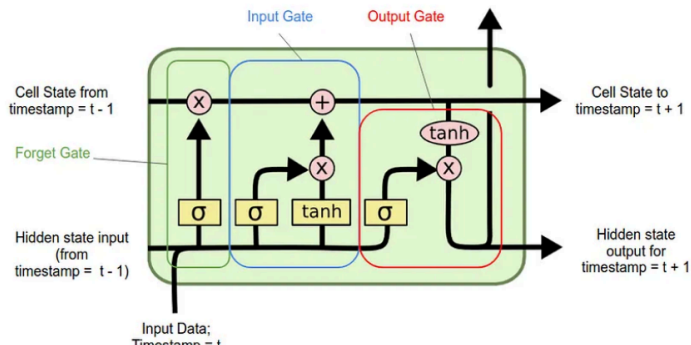 Input Gate
Output Gate
Cell State from
timestamp = t - 1
x
+
Cell State to
timestamp = t + 1
tanh
Forget Gate
x
x
σ
σ
tanh
σ
Hidden state input
(from
timestamp = t - 1)
Hidden state
output for
timestamp = t + 1
Input Data;
Timestamp = t